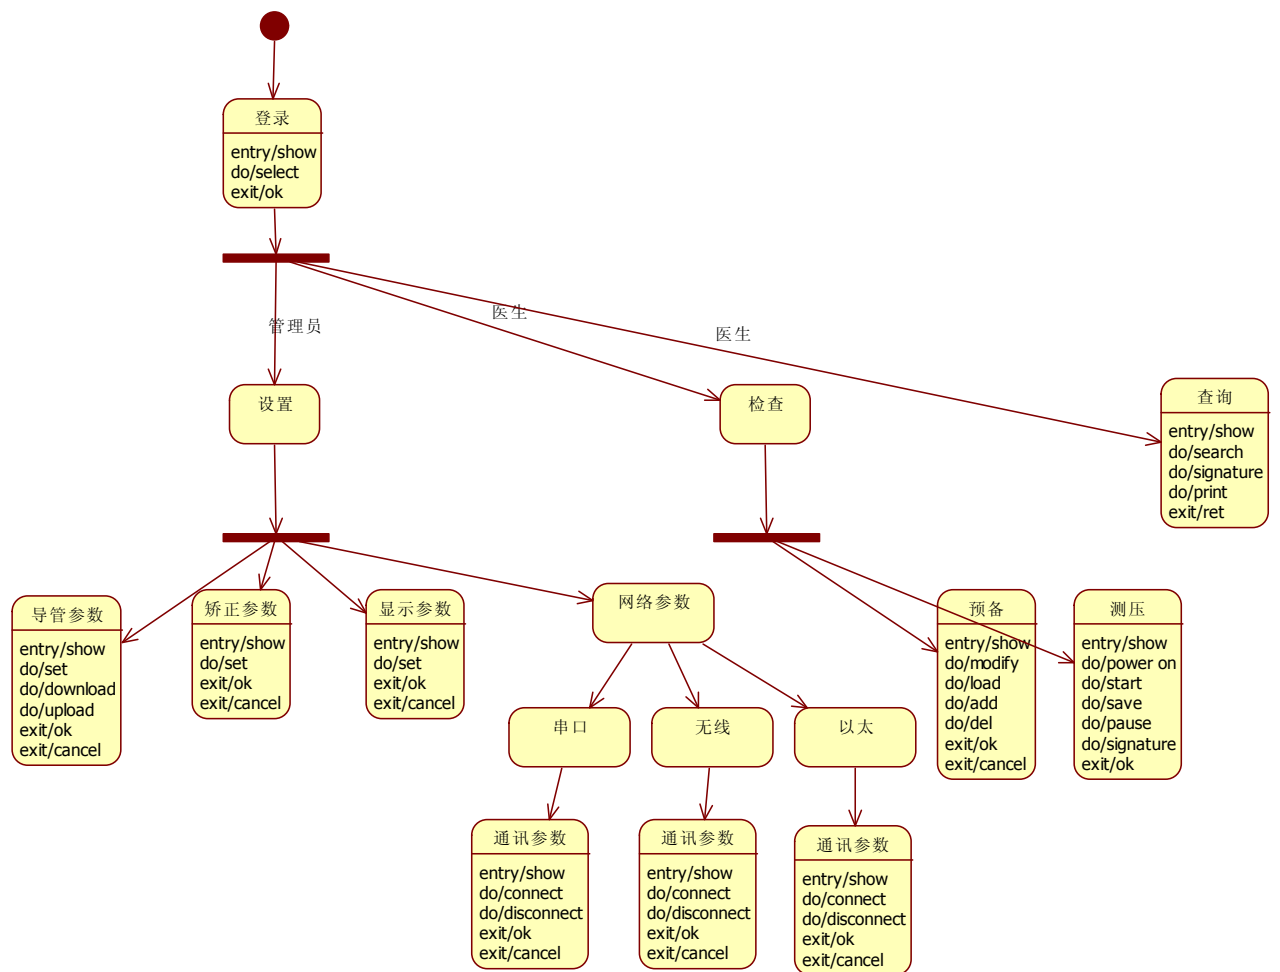 登录
entry/show
do/select
exit/ok
管理员
医生
医生
设置
检查
查询
entry/show
do/search
do/signature
do/print
exit/ret
导管参数
entry/show
do/set
do/download
do/upload
exit/ok
exit/cancel
矫正参数
entry/show
do/set
exit/ok
exit/cancel
显示参数
entry/show
do/set
exit/ok
exit/cancel
网络参数
预备
entry/show
do/modify
do/load
do/add
do/del
exit/ok
exit/cancel
测压
entry/show
do/power on
do/start
do/save
do/pause
do/signature
exit/ok
串口
无线
以太
通讯参数
entry/show
do/connect
do/disconnect
exit/ok
exit/cancel
通讯参数
entry/show
do/connect
do/disconnect
exit/ok
exit/cancel
通讯参数
entry/show
do/connect
do/disconnect
exit/ok
exit/cancel